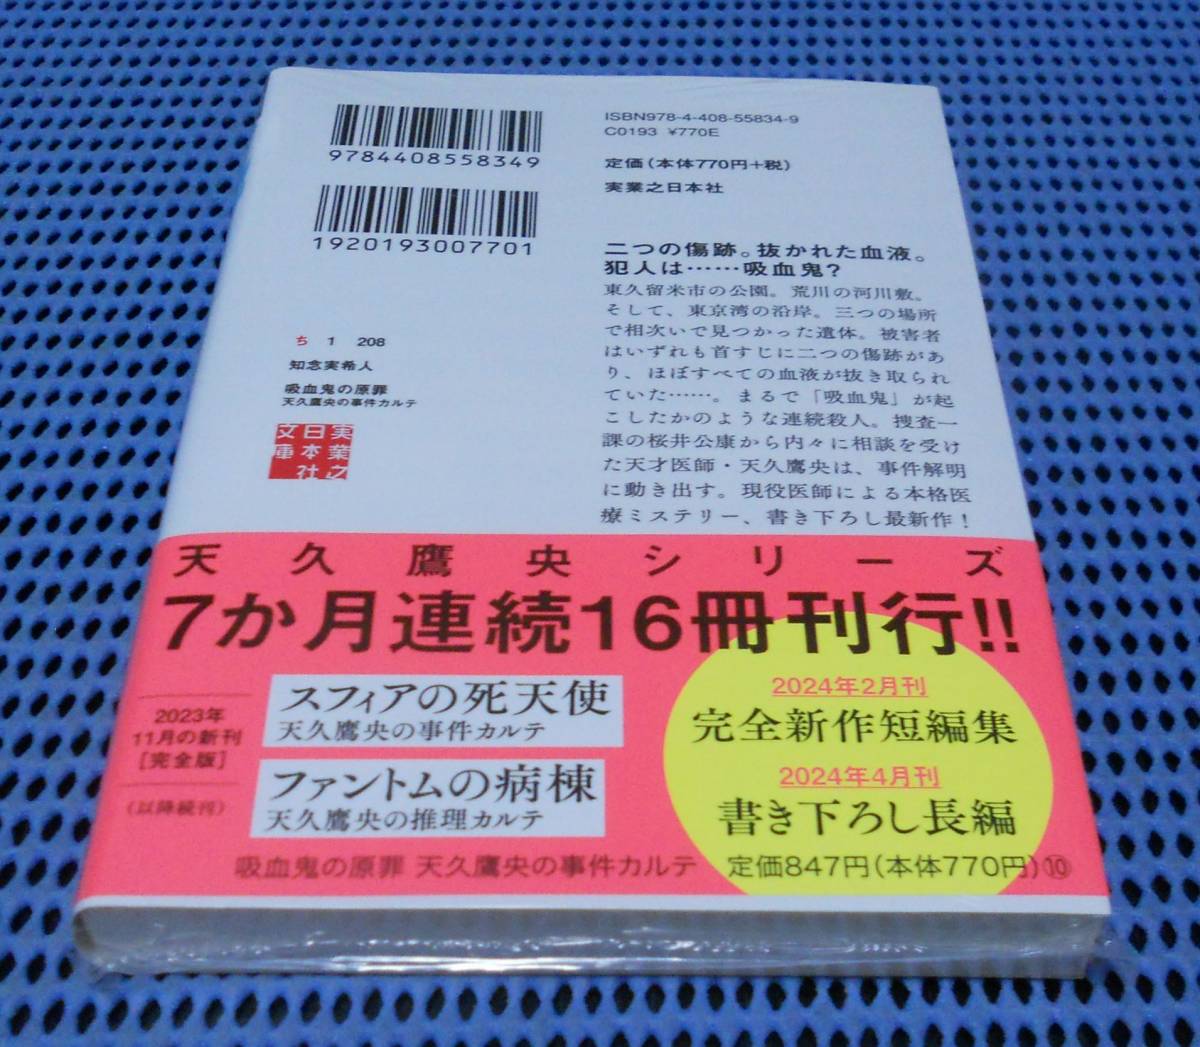 9784408558349
1920193007701
ISBN978-4-408-55834-9
C0193 ¥770E
定価(本体770円+税)
実業之日本社
二つの傷跡。抜かれた血液。
犯人は……吸血鬼?
東久留米市の公園。荒川の河川敷。
そして、東京湾の沿岸。三つの場所
で相次いで見つかった遺体。被害者
はいずれも首すじに二つの傷跡があ
り、ほぼすべての血液が抜き取られ
ていた……。まるで「吸血鬼」が起
こしたかのような連続殺人。捜査一
課の桜井公康から内々に相談を受け
た天才医師・天久鷹央は、事件解明
に動き出す。現役医師による本格医
療ミステリー、書き下ろし最新作!
ち 1 208
知念実希人
吸血鬼の原罪
天久鷹央の事件カルテ
実業之
日本社
文庫
天久鷹央シリーズ
7か月連続16冊刊行!!
2023年
11月の新刊
[完全版]
(以降続刊)
スフィアの死天使
天久鷹央の事件カルテ
ファントムの病棟
天久鷹央の推理カルテ
2024年2月刊
完全新作短編集
2024年4月刊
書き下ろし長編
吸血鬼の原罪 天久鷹央の事件カルテ 定価847円(本体770円)⑩